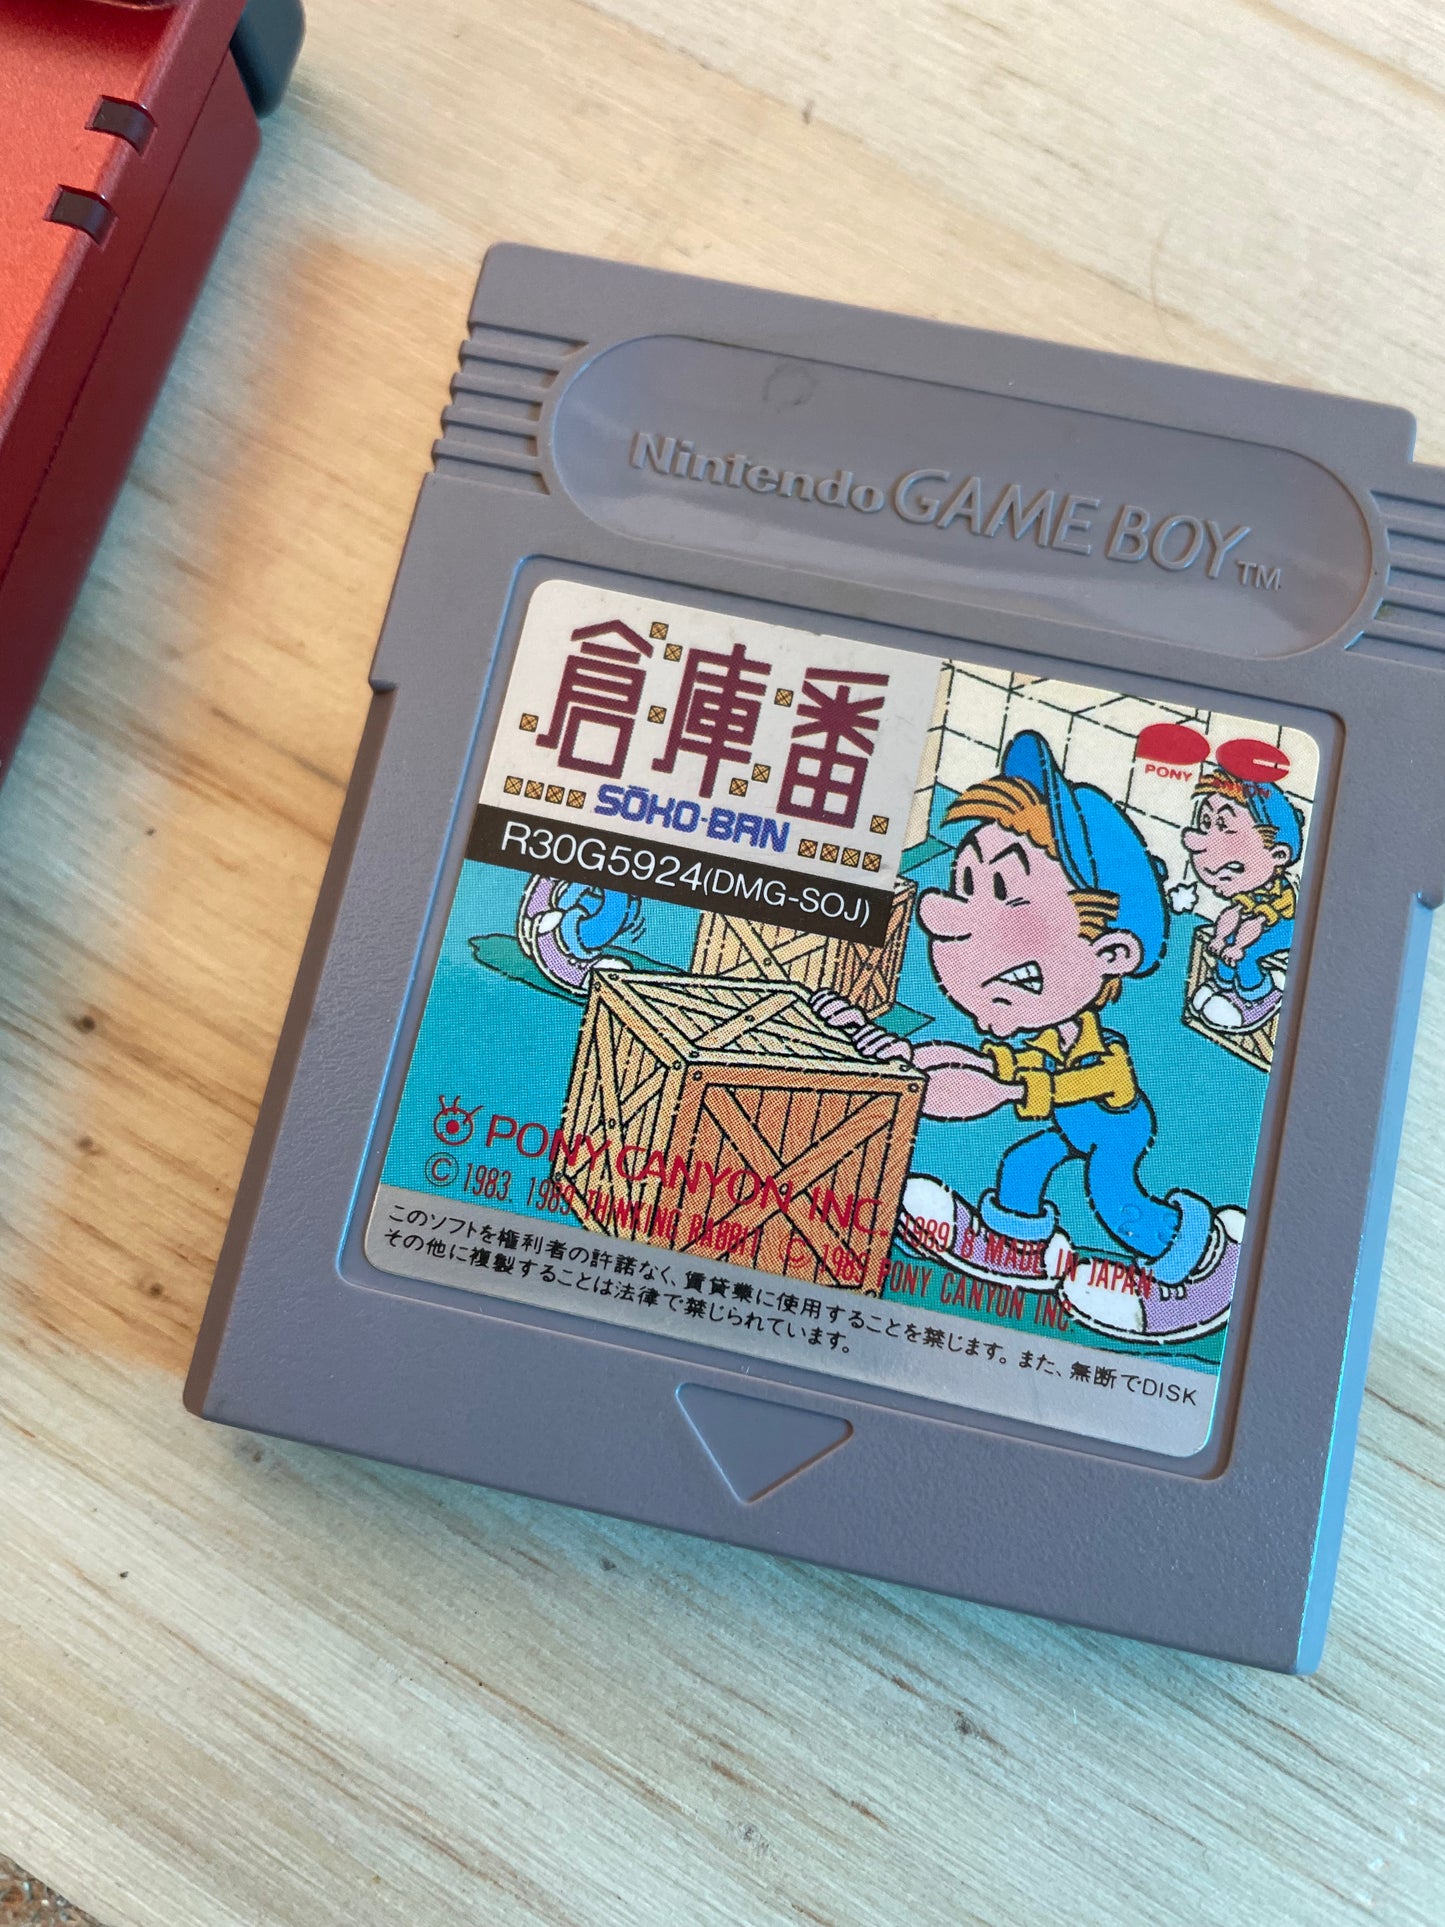 Nintendo GAME BOY TM
倉庫番
SŌKO-BAN
R30G5924(DMG-SOJ)
PONY CANYON
PONY CANYON INC. 1989 8 MADE IN JAPAN
© 1983. 1989 THINKING RABBIT © 1989 PONY CANYON INC.
このソフトを権利者の許諾なく、賃貸業に使用することを禁じます。また、無断でDISK
その他に複製することは法律で禁じられています。